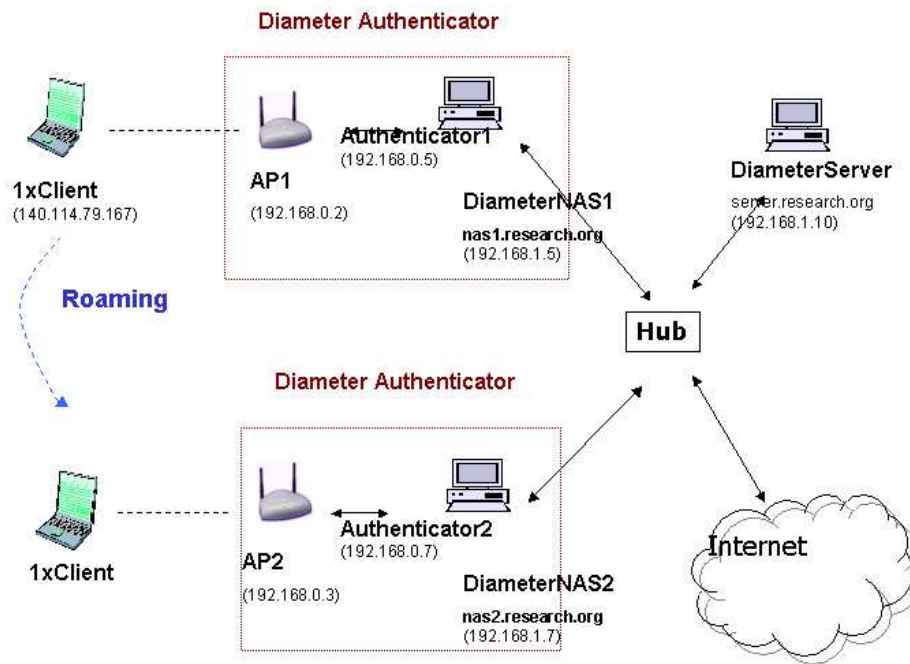 Diameter Authenticator
Authenticator1
(192.168.0.5)
AP1
(192.168.0.2)
DiameterNAS1
nas1.research.org
(192.168.1.5)
1xClient
(140.114.79.167)
DiameterServer
server.research.org
(192.168.1.10)
Roaming
Hub
Diameter Authenticator
Authenticator2
(192.168.0.7)
AP2
(192.168.0.3)
DiameterNAS2
nas2.research.org
(192.168.1.7)
1xClient
Internet